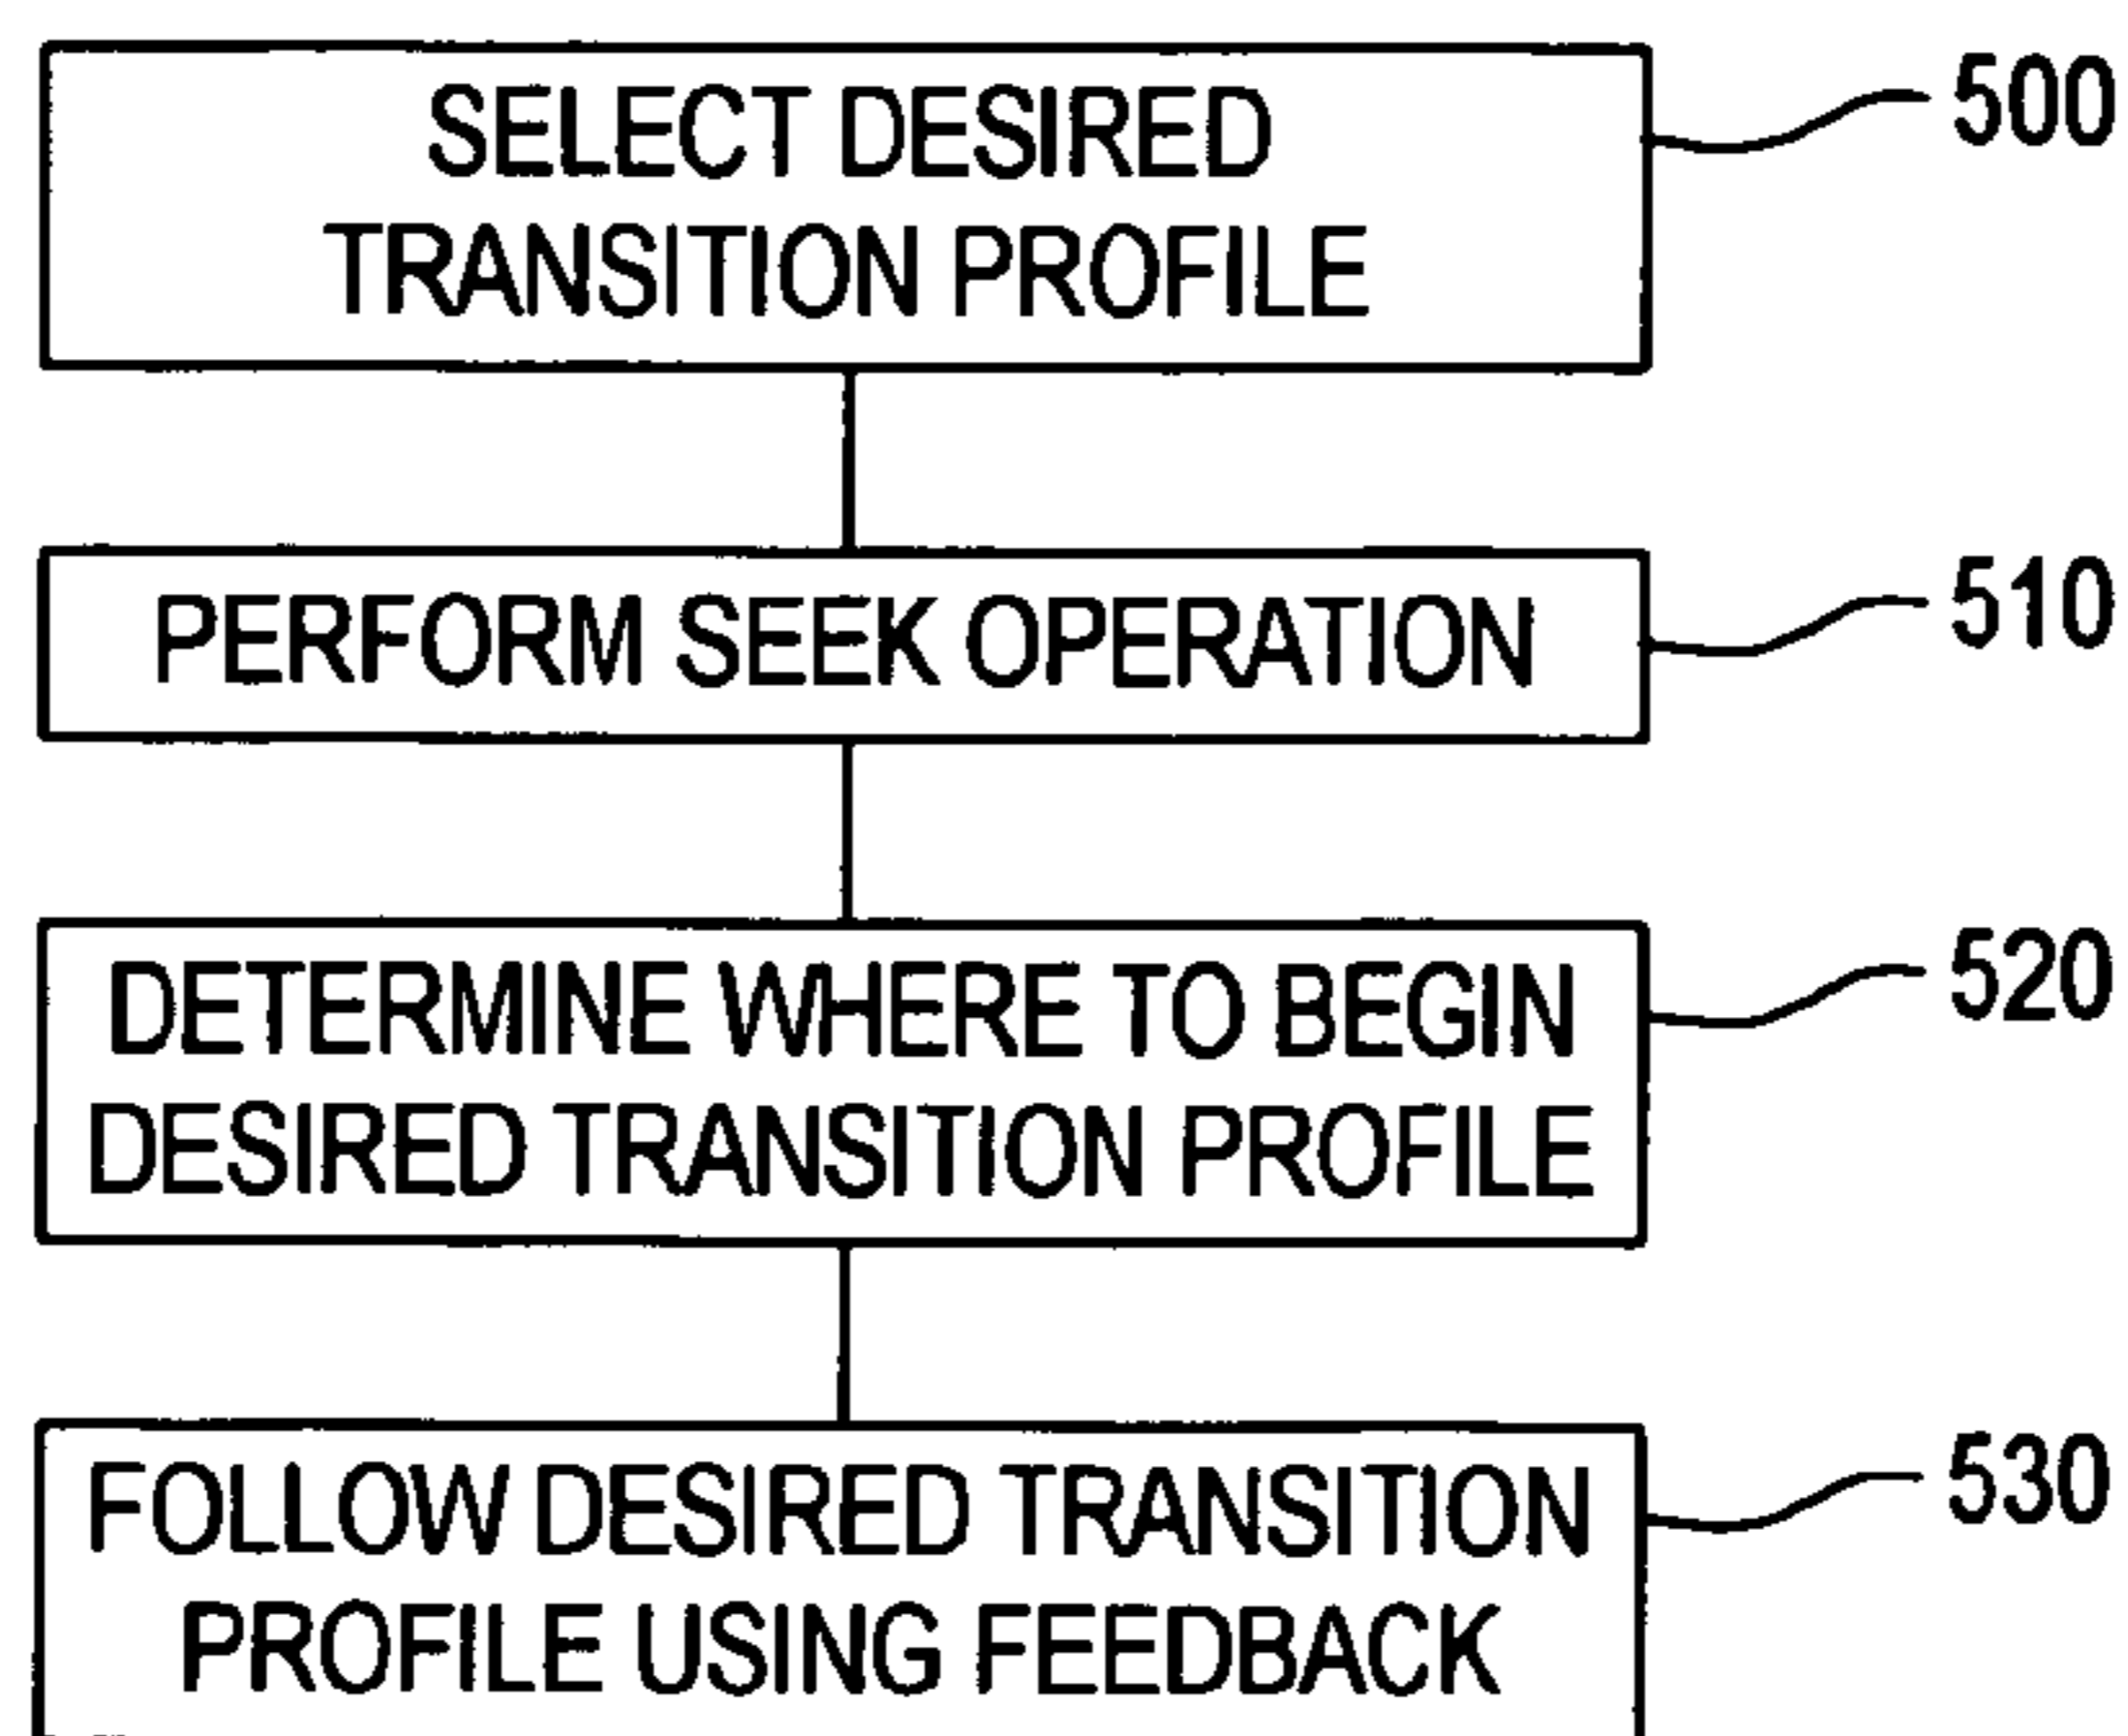 SELECT DESIRED
TRANSITION PROFILE
500
PERFORM SEEK OPERATION
510
DETERMINE WHERE TO BEGIN
DESIRED TRANSITION PROFILE
520
FOLLOW DESIRED TRANSITION
PROFILE USING FEEDBACK
530